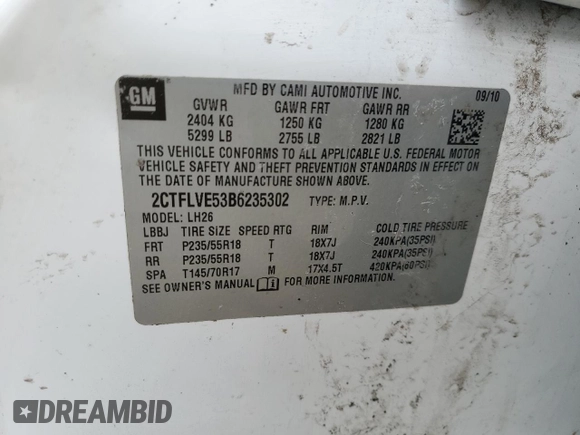 GM
MFD BY CAMI AUTOMOTIVE INC.
09/10
GVWR GAWR FRT GAWR RR
2404 KG 1250 KG 1280 KG
5299 LB 2755 LB 2821 LB
THIS VEHICLE CONFORMS TO ALL APPLICABLE U.S. FEDERAL MOTOR
VEHICLE SAFETY AND THEFT PREVENTION STANDARDS IN EFFECT ON
THE DATE OF MANUFACTURE SHOWN ABOVE.
2CTFLVE53B6235302 TYPE: M.P.V.
MODEL: LH26
LBBJ TIRE SIZE SPEED RTG RIM COLD TIRE PRESSURE
FRT P235/55R18 T 18X7J 240KPA(35PSI)
RR P235/55R18 T 18X7J 240KPA(35PSI)
SPA T145/70R17 M 17X4.5T 420KPA(60PSI)
SEE OWNER'S MANUAL FOR MORE INFORMATION.
DREAMBID